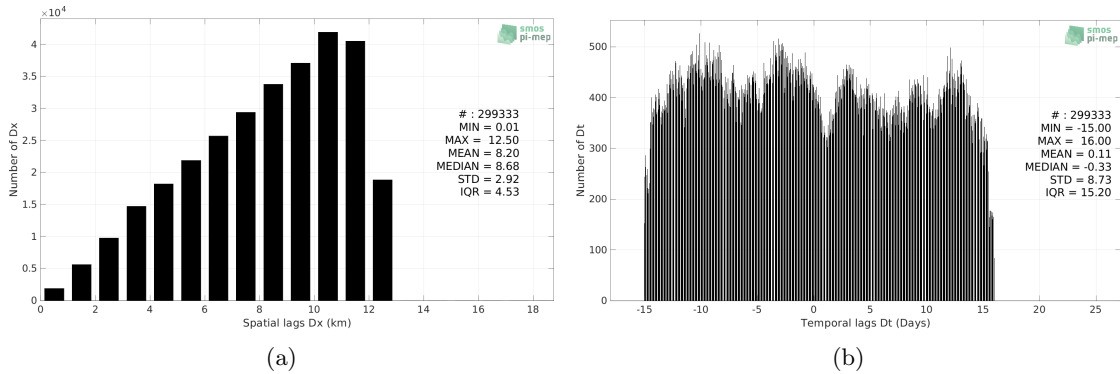 ×10⁴
4
3.5
3
2.5
2
1.5
1
0.5
0
Number of Dx
0 2 4 6 8 10 12 14 16 18
Spatial lags Dx (km)
smos
pi-mep
# : 299333
MIN = 0.01
MAX = 12.50
MEAN = 8.20
MEDIAN = 8.68
STD = 2.92
IQR = 4.53
(a)
500
400
300
200
100
0
Number of Dt
-15 -10 -5 0 5 10 15 20 25
Temporal lags Dt (Days)
smos
pi-mep
# : 299333
MIN = -15.00
MAX = 16.00
MEAN = 0.11
MEDIAN = -0.33
STD = 8.73
IQR = 15.20
(b)